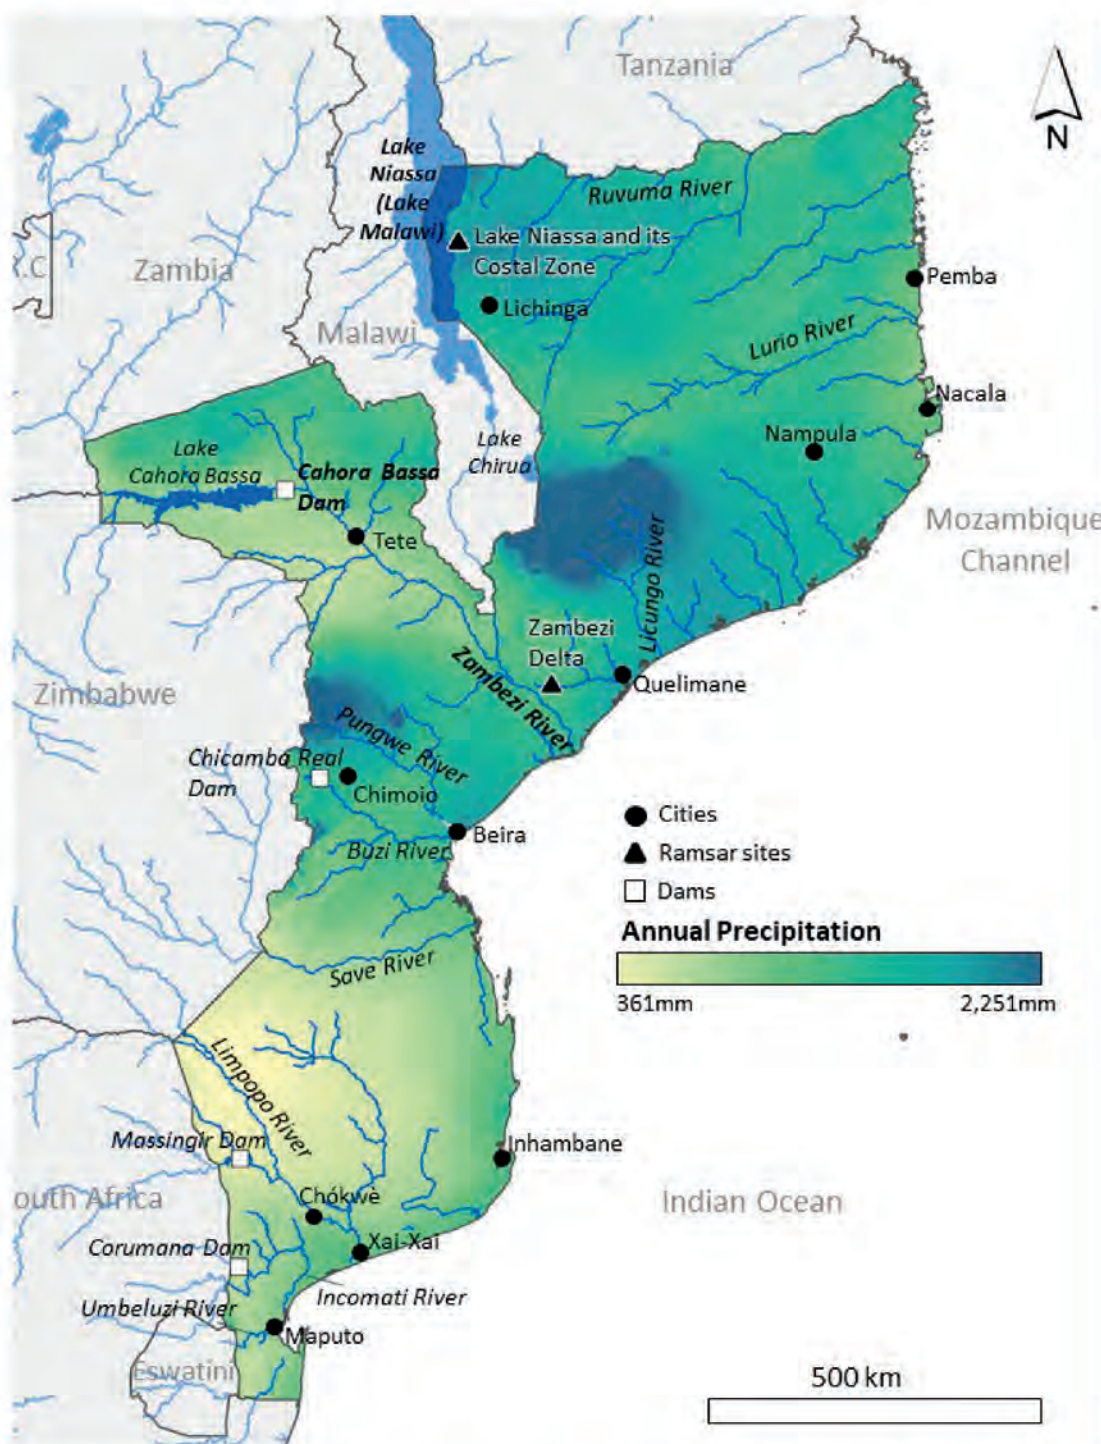 Tanzania
N
Lake
Niassa
(Lake
Malawi)
Ruvuma River
Lake Niassa and its
Costal Zone
.C
Zambia
Pemba
Lichinga
Malawi
Lurio River
Nacala
Nampula
Lake
Cahora Bassa
Cahora Bassa
Dam
Lake
Chirua
Tete
Mozambique
Channel
Licungo River
Zambezi
Delta
Zambezi River
Quelimane
Zimbabwe
Pungwe River
Chicamba Real
Dam
Chimoio
Beira
Buzi River
Cities
Ramsar sites
Dams
Annual Precipitation
361mm
2,251mm
Save River
Limpopo River
Massingir Dam
Inhambane
outh Africa
Chókwè
Indian Ocean
Corumana Dam
Xai-Xai
Umbeluzi River
Incomati River
Maputo
Eswatini
500 km